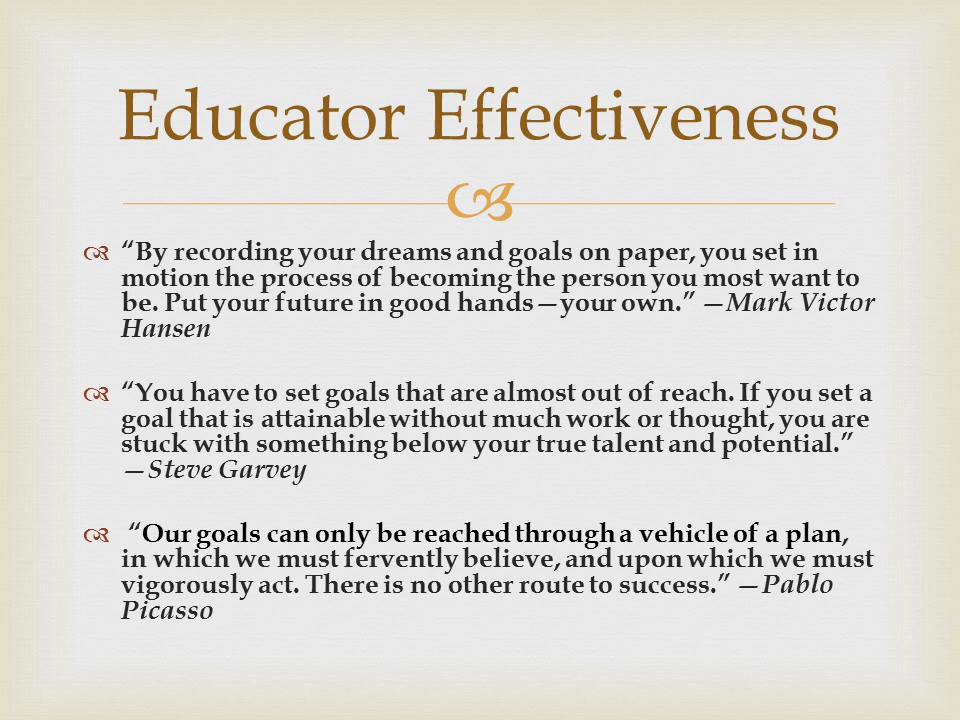 Educator Effectiveness
“By recording your dreams and goals on paper, you set in
motion the process of becoming the person you most want to
be. Put your future in good hands—your own.” —Mark Victor
Hansen
“You have to set goals that are almost out of reach. If you set a
goal that is attainable without much work or thought, you are
stuck with something below your true talent and potential.”
—Steve Garvey
“Our goals can only be reached through a vehicle of a plan,
in which we must fervently believe, and upon which we must
vigorously act. There is no other route to success.” —Pablo
Picasso